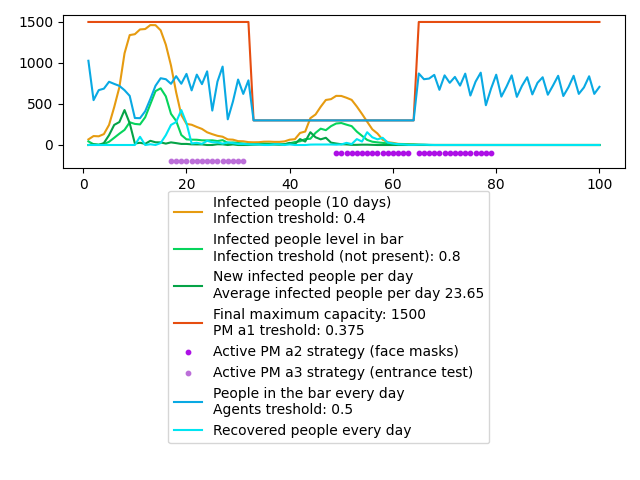 1500
1000
500
0
0 20 40 60 80 100
Infected people (10 days)
Infection treshold: 0.4
Infected people level in bar
Infection treshold (not present): 0.8
New infected people per day
Average infected people per day 23.65
Final maximum capacity: 1500
PM a1 treshold: 0.375
Active PM a2 strategy (face masks)
Active PM a3 strategy (entrance test)
People in the bar every day
Agents treshold: 0.5
Recovered people every day